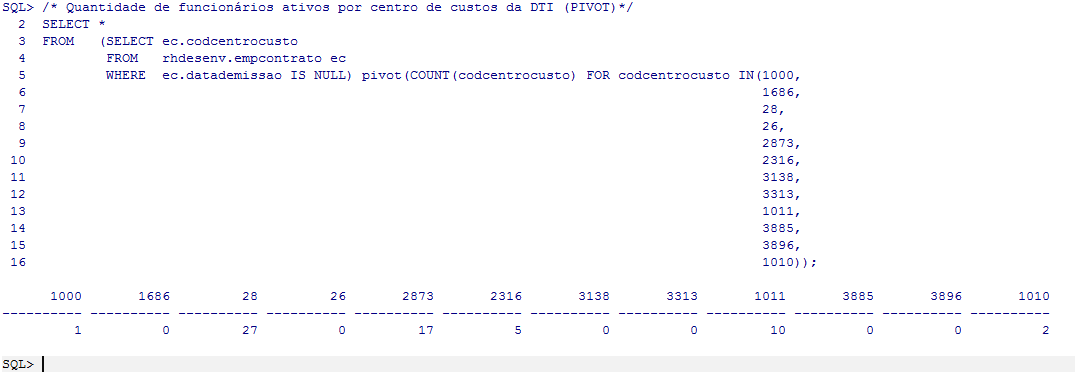 SQL> /* Quantidade de funcionários ativos por centro de custos da DTI (PIVOT)*/
2 SELECT *
3 FROM (SELECT ec.codcentrocusto
4 FROM rhdesenv.empcontrato ec
5 WHERE ec.datademissao IS NULL) pivot(COUNT(codcentrocusto) FOR codcentrocusto IN(1000,
6 1686,
7 28,
8 26,
9 2873,
10 2316,
11 3138,
12 3313,
13 1011,
14 3885,
15 3896,
16 1010));
1000 1686 28 26 2873 2316 3138 3313 1011 3885 3896 1010
---------- ---------- ---------- ---------- ---------- ---------- ---------- ---------- ---------- ---------- ---------- ----------
1 0 27 0 17 5 0 0 10 0 0 2
SQL>